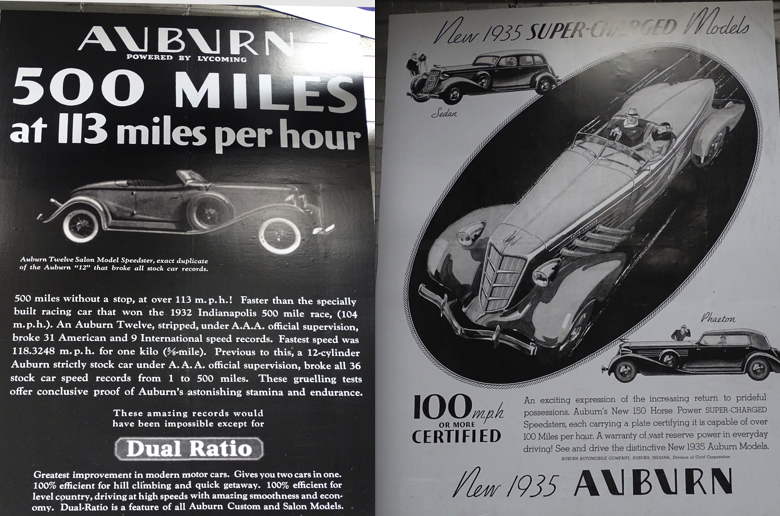 AUBURN
POWERED BY LYCOMING
500 MILES
at 113 miles per hour
Auburn Twelve Salon Model Speedster, exact duplicate
of the Auburn "12" that broke all stock car records.
500 miles without a stop, at over 113 m.p.h.! Faster than the specially
built racing car that won the 1932 Indianapolis 500 mile race, (104
m.p.h.). An Auburn Twelve, stripped, under A.A.A. official supervision,
broke 31 American and 9 International speed records. Fastest speed was
118.3248 m.p.h. for one kilo (⅝-mile). Previous to this, a 12-cylinder
Auburn strictly stock car under A.A.A. official supervision, broke all 36
stock car speed records from 1 to 500 miles. These gruelling tests
offer conclusive proof of Auburn's astonishing stamina and endurance.
These amazing records would
have been impossible except for
Dual Ratio
Greatest improvement in modern motor cars. Gives you two cars in one.
100% efficient for hill climbing and quick getaway. 100% efficient for
level country, driving at high speeds with amazing smoothness and econ-
omy. Dual-Ratio is a feature of all Auburn Custom and Salon Models.
New 1935 SUPER-CHARGED Models
Sedan
Phaeton
100 mph
OR MORE
CERTIFIED
An exciting expression of the increasing return to prideful
possessions. Auburn's New 150 Horse Power SUPER-CHARGED
Speedsters, each carrying a plate certifying it is capable of over
100 Miles per hour. A warranty of vast reserve power in everyday
driving! See and drive the distinctive New 1935 Auburn Models.
AUBURN AUTOMOBILE COMPANY, AUBURN, INDIANA, Division of Cord Corporation
New 1935 AUBURN